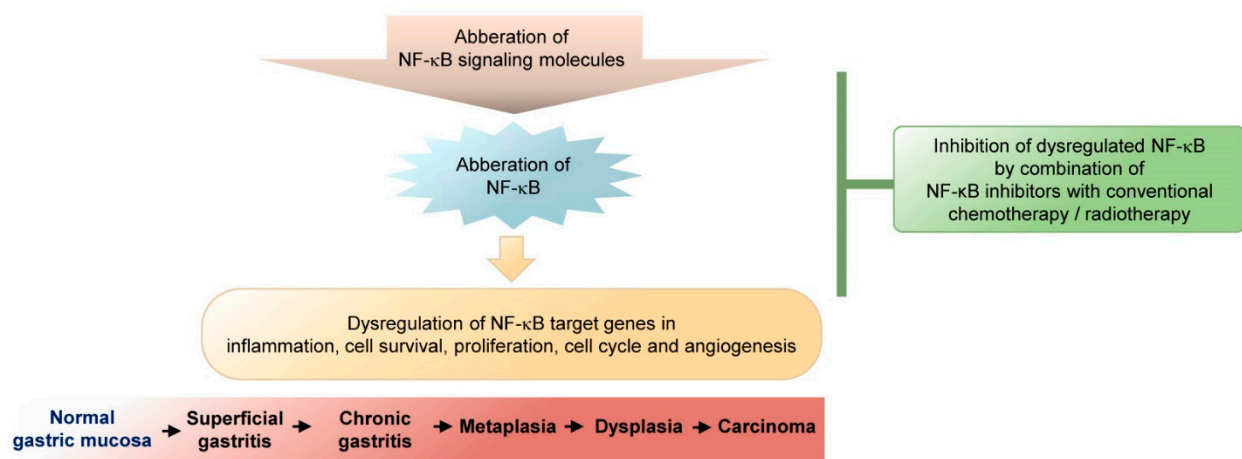 Abberation of
NF-κB signaling molecules
Abberation of
NF-κB
Inhibition of dysregulated NF-κB
by combination of
NF-κB inhibitors with conventional
chemotherapy / radiotherapy
Dysregulation of NF-κB target genes in
inflammation, cell survival, proliferation, cell cycle and angiogenesis
Normal
gastric mucosa
Superficial
gastritis
Chronic
gastritis
Metaplasia
Dysplasia
Carcinoma